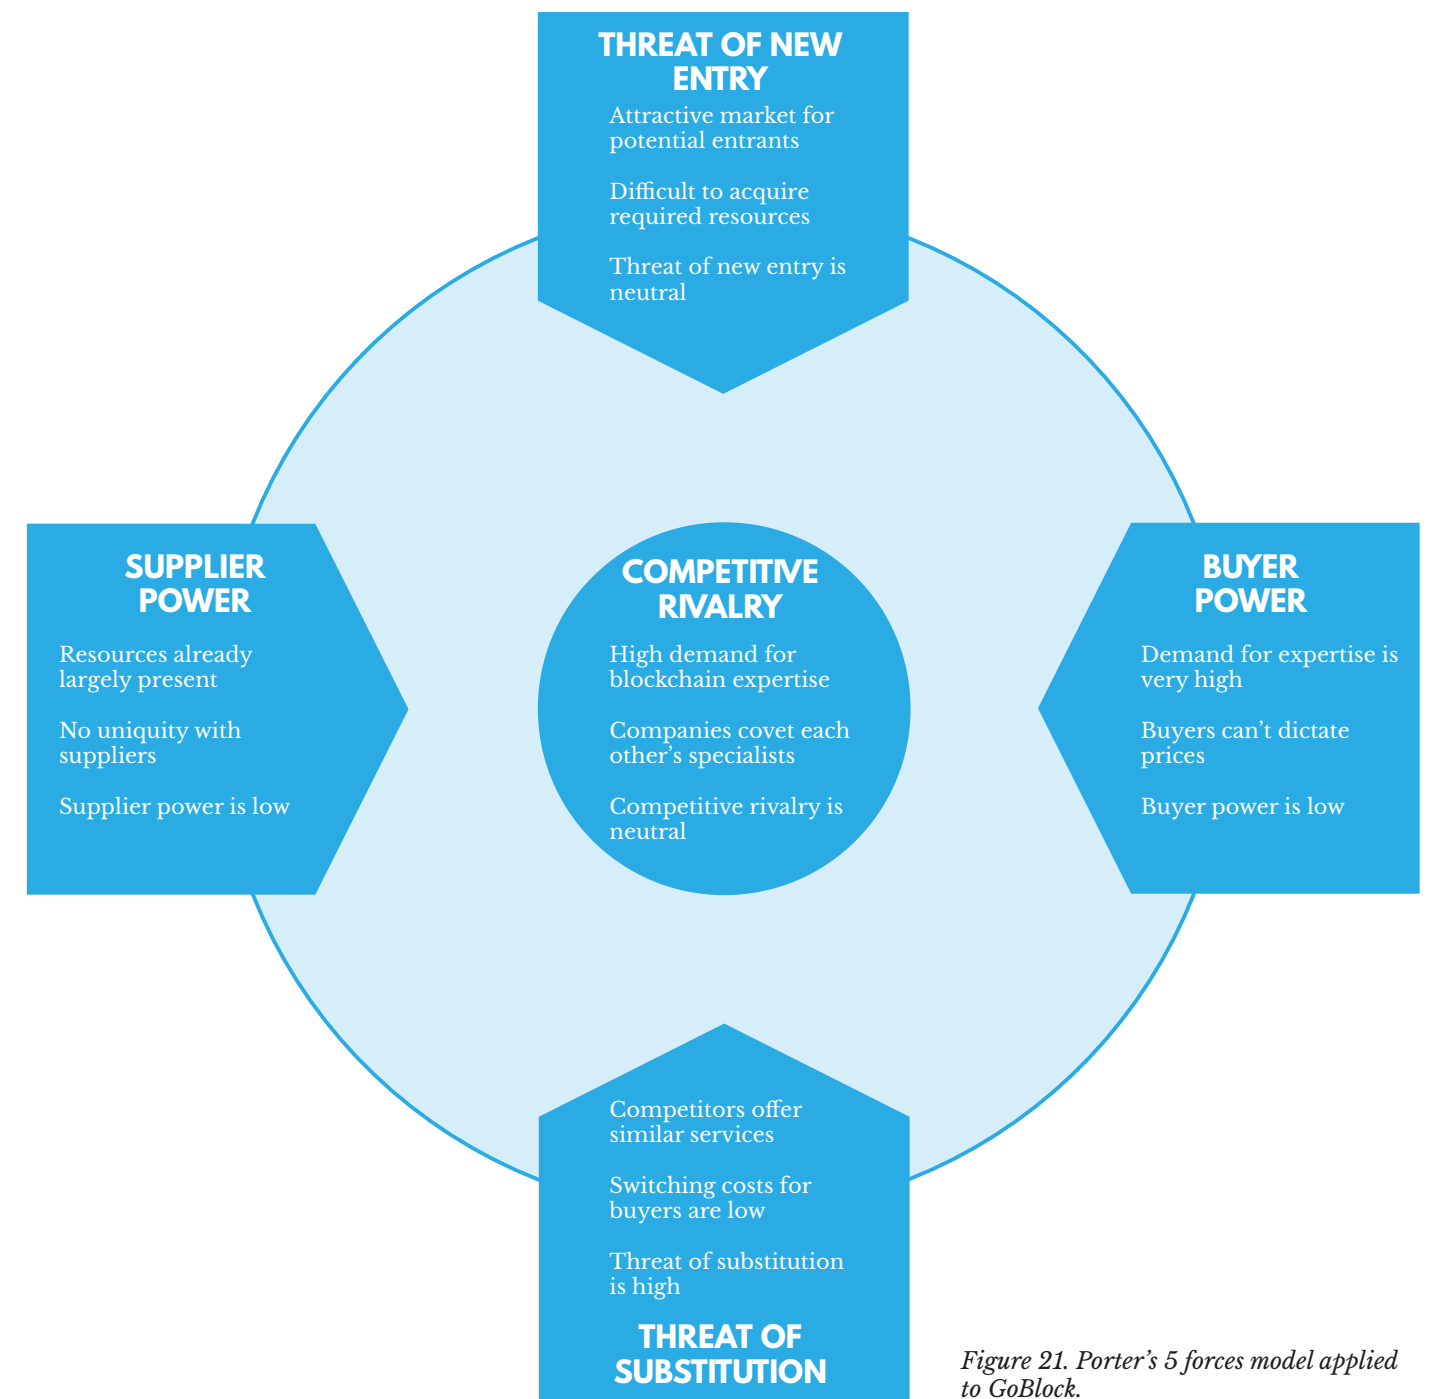 THREAT OF NEW
ENTRY
Attractive market for
potential entrants
Difficult to acquire
required resources
Threat of new entry is
neutral
SUPPLIER
POWER
Resources already
largely present
No uniquity with
suppliers
Supplier power is low
COMPETITIVE
RIVALRY
High demand for
blockchain expertise
Companies covet each
other’s specialists
Competitive rivalry is
neutral
BUYER
POWER
Demand for expertise is
very high
Buyers can’t dictate
prices
Buyer power is low
Competitors offer
similar services
Switching costs for
buyers are low
Threat of substitution
is high
THREAT OF
SUBSTITUTION
Figure 21. Porter’s 5 forces model applied
to GoBlock.